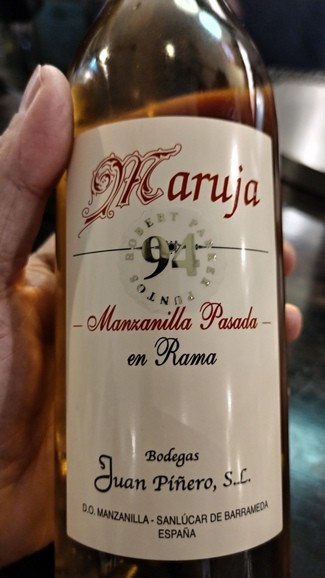 Maruja
94
ROBERT PARKER PUNTOS
– Manzanilla Pasada –
en Rama
Bodegas
Juan Piñero, S.L.
D.O. MANZANILLA - SANLÚCAR DE BARRAMEDA
ESPAÑA